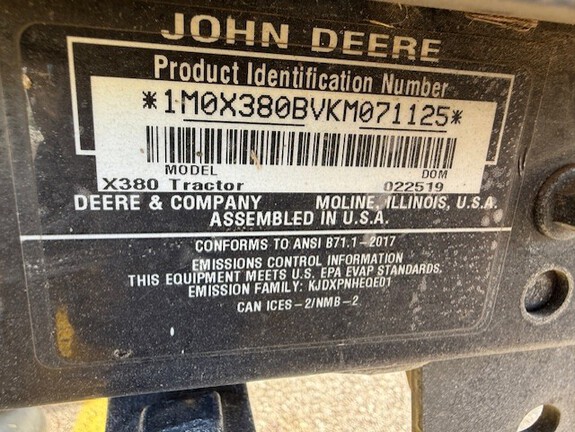 JOHN DEERE
Product Identification Number
*1M0X380BVKM071125*
MODEL DOM
X380 Tractor 022519
DEERE & COMPANY MOLINE, ILLINOIS, U.S.A.
ASSEMBLED IN U.S.A.
CONFORMS TO ANSI B71.1-2017
EMISSIONS CONTROL INFORMATION
THIS EQUIPMENT MEETS U.S. EPA EVAP STANDARDS.
EMISSION FAMILY: KJDXPNHEQED1
CAN ICES-2/NMB-2